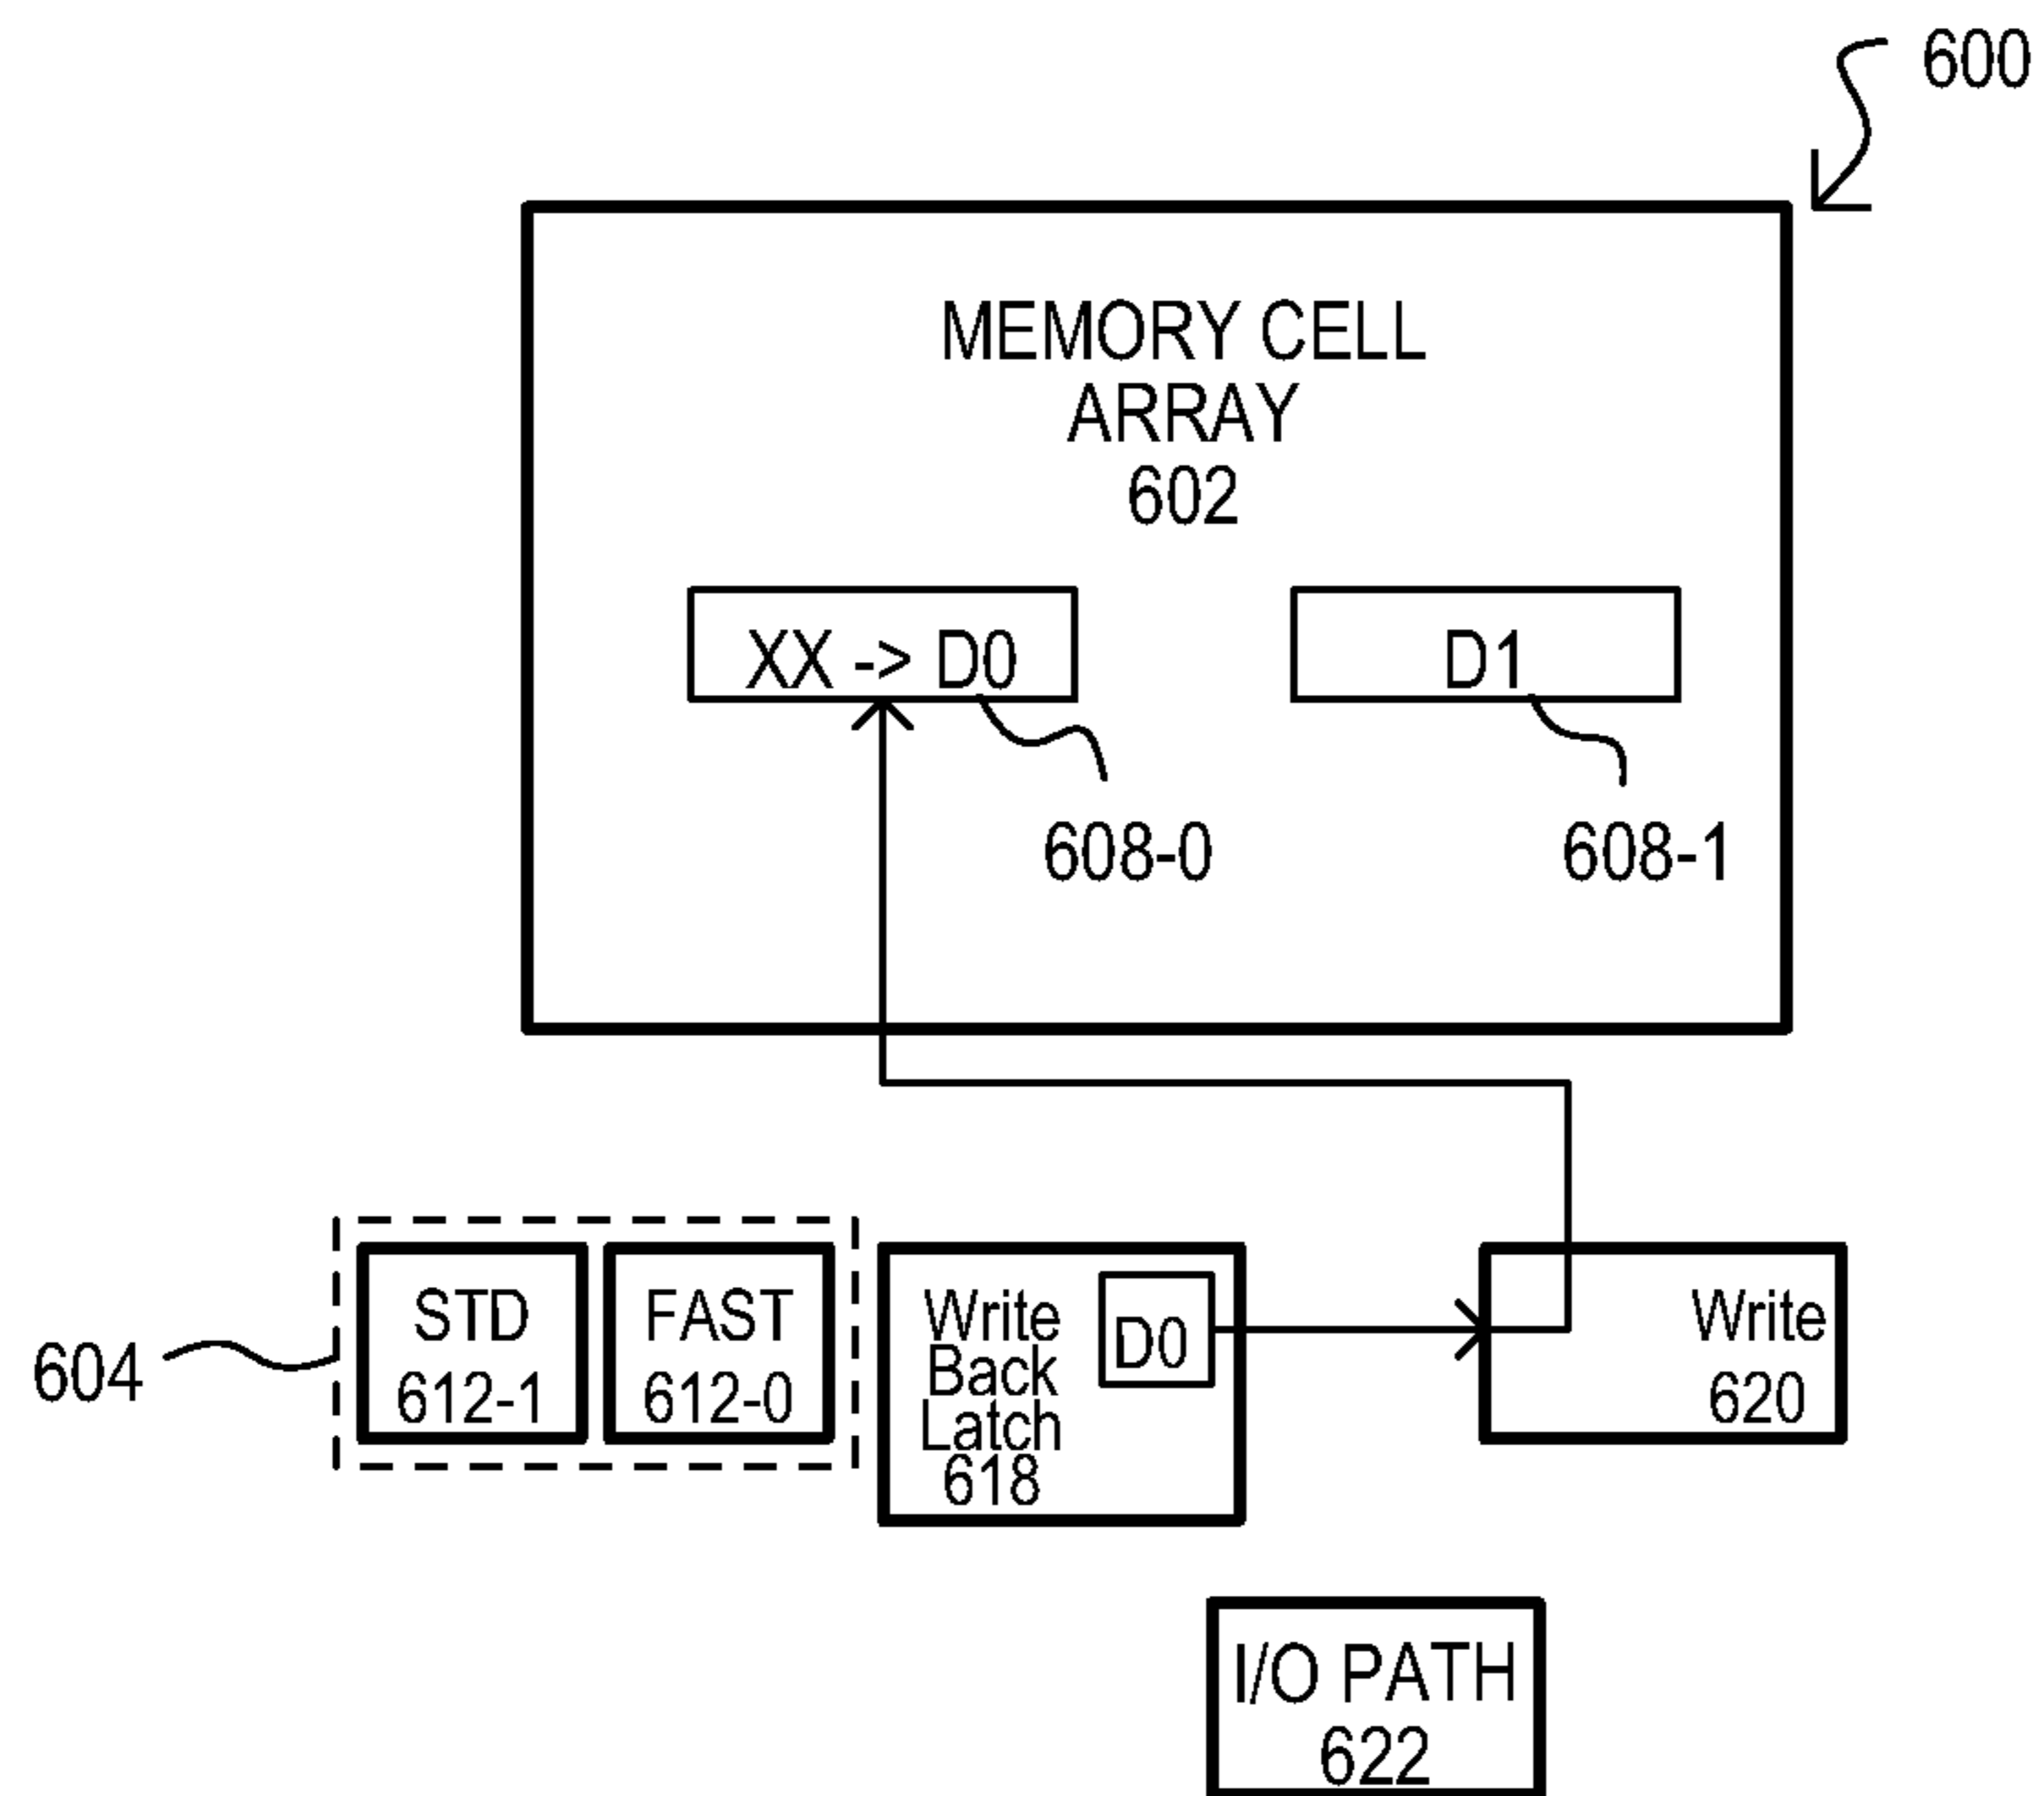 600
MEMORY CELL
ARRAY
602
XX -> D0
D1
608-0
608-1
604
STD
612-1
FAST
612-0
Write
Back
Latch
618
D0
Write
620
I/O PATH
622